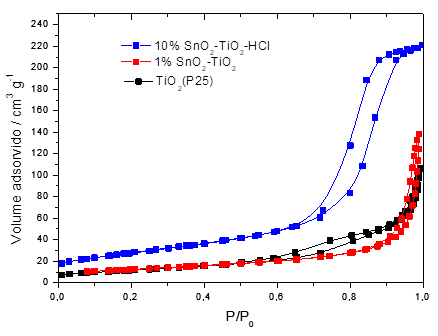 240
220
200
180
160
140
120
100
80
60
40
20
0
Volume adsorvido / cm³ g⁻¹
10% SnO₂-TiO₂-HCl
1% SnO₂-TiO₂
TiO₂(P25)
0,0 0,2 0,4 0,6 0,8 1,0
P/P₀